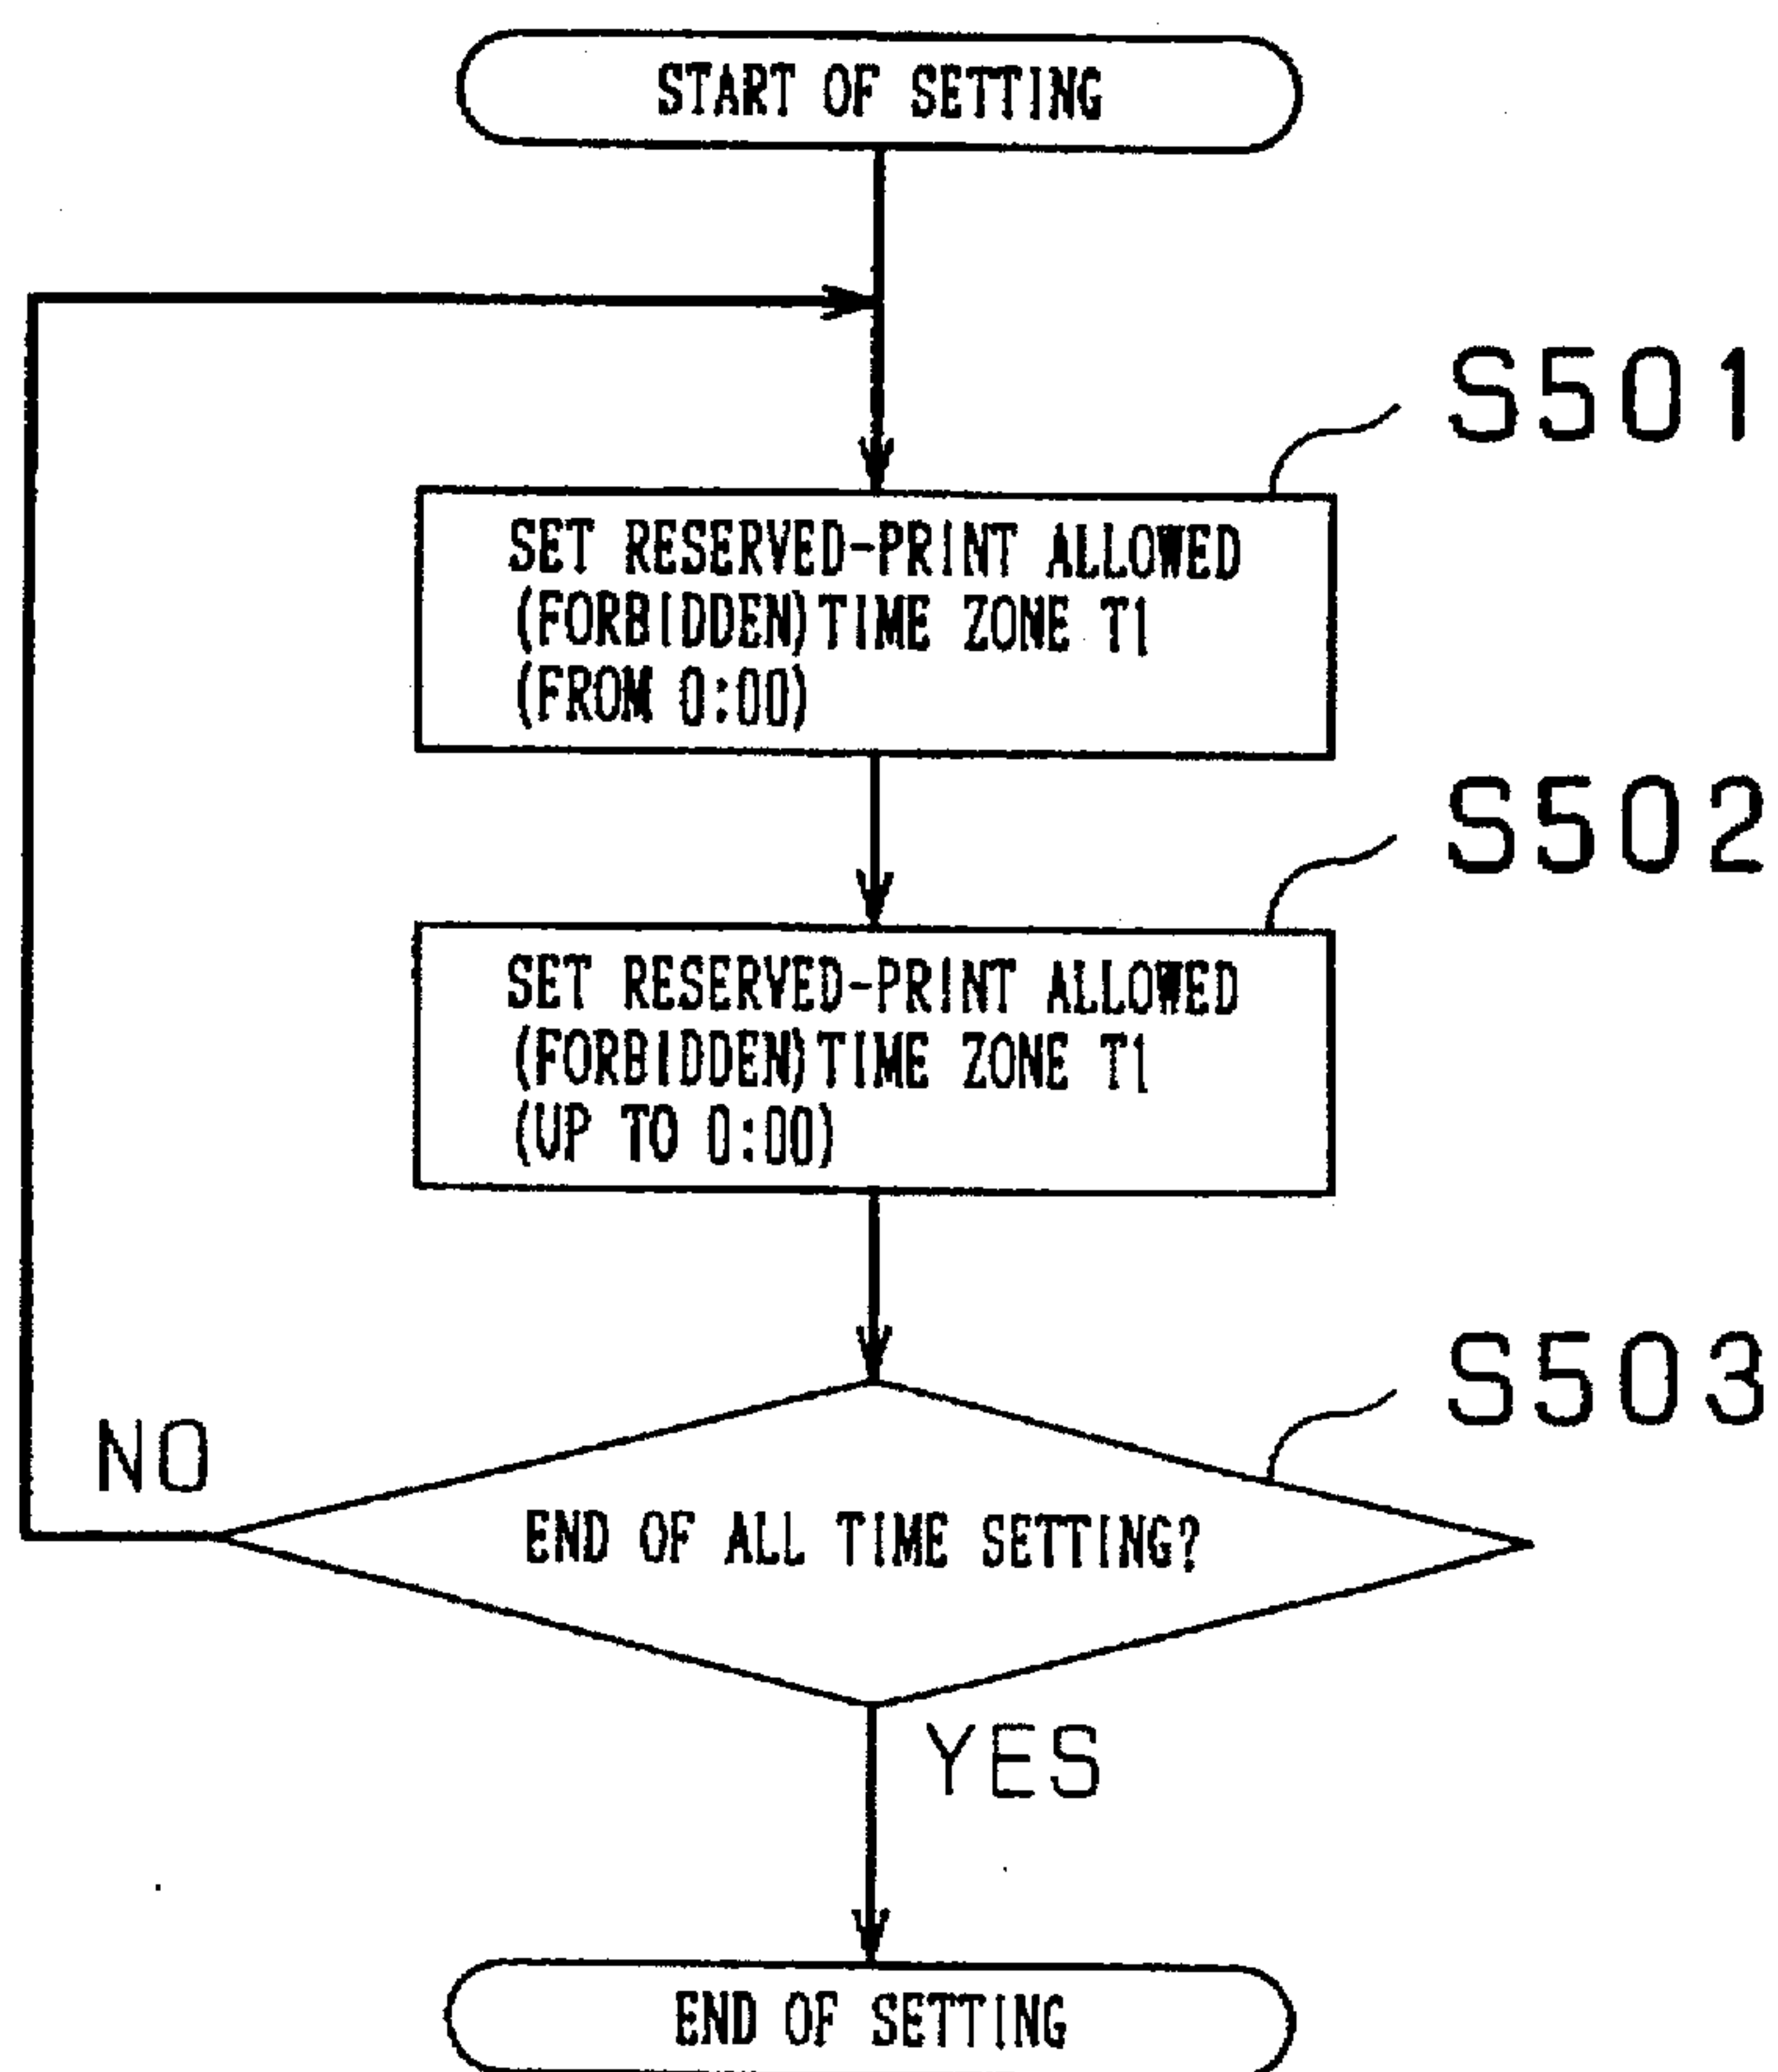 START OF SETTING
S501
SET RESERVED-PRINT ALLOWED
(FORBIDDEN)TIME ZONE T1
(FROM 0:00)
S502
SET RESERVED-PRINT ALLOWED
(FORBIDDEN)TIME ZONE T1
(UP TO 0:00)
S503
NO
END OF ALL TIME SETTING?
YES
END OF SETTING